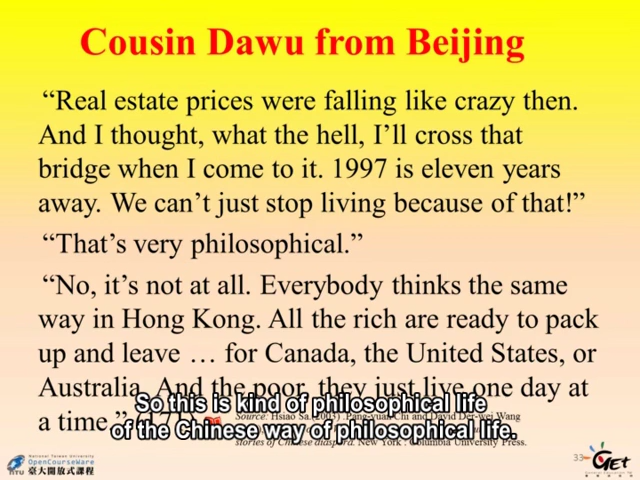 Cousin Dawu from Beijing
“Real estate prices were falling like crazy then.
And I thought, what the hell, I’ll cross that
bridge when I come to it. 1997 is eleven years
away. We can’t just stop living because of that!”
“That’s very philosophical.”
“No, it’s not at all. Everybody thinks the same
way in Hong Kong. All the rich are ready to pack
up and leave … for Canada, the United States, or
Australia. And the poor, they just live one day at
a time.”
Source: Hsiao Sa.(2003) .Pang-yuan Chi and David Der-wei Wang
stories of Chinese diaspora. New York : Columbia University Press.
So this is kind of philosophical life
of the Chinese way of philosophical life.
National Taiwan University
OpenCourseWare
NTU 臺大開放式課程
33
GET